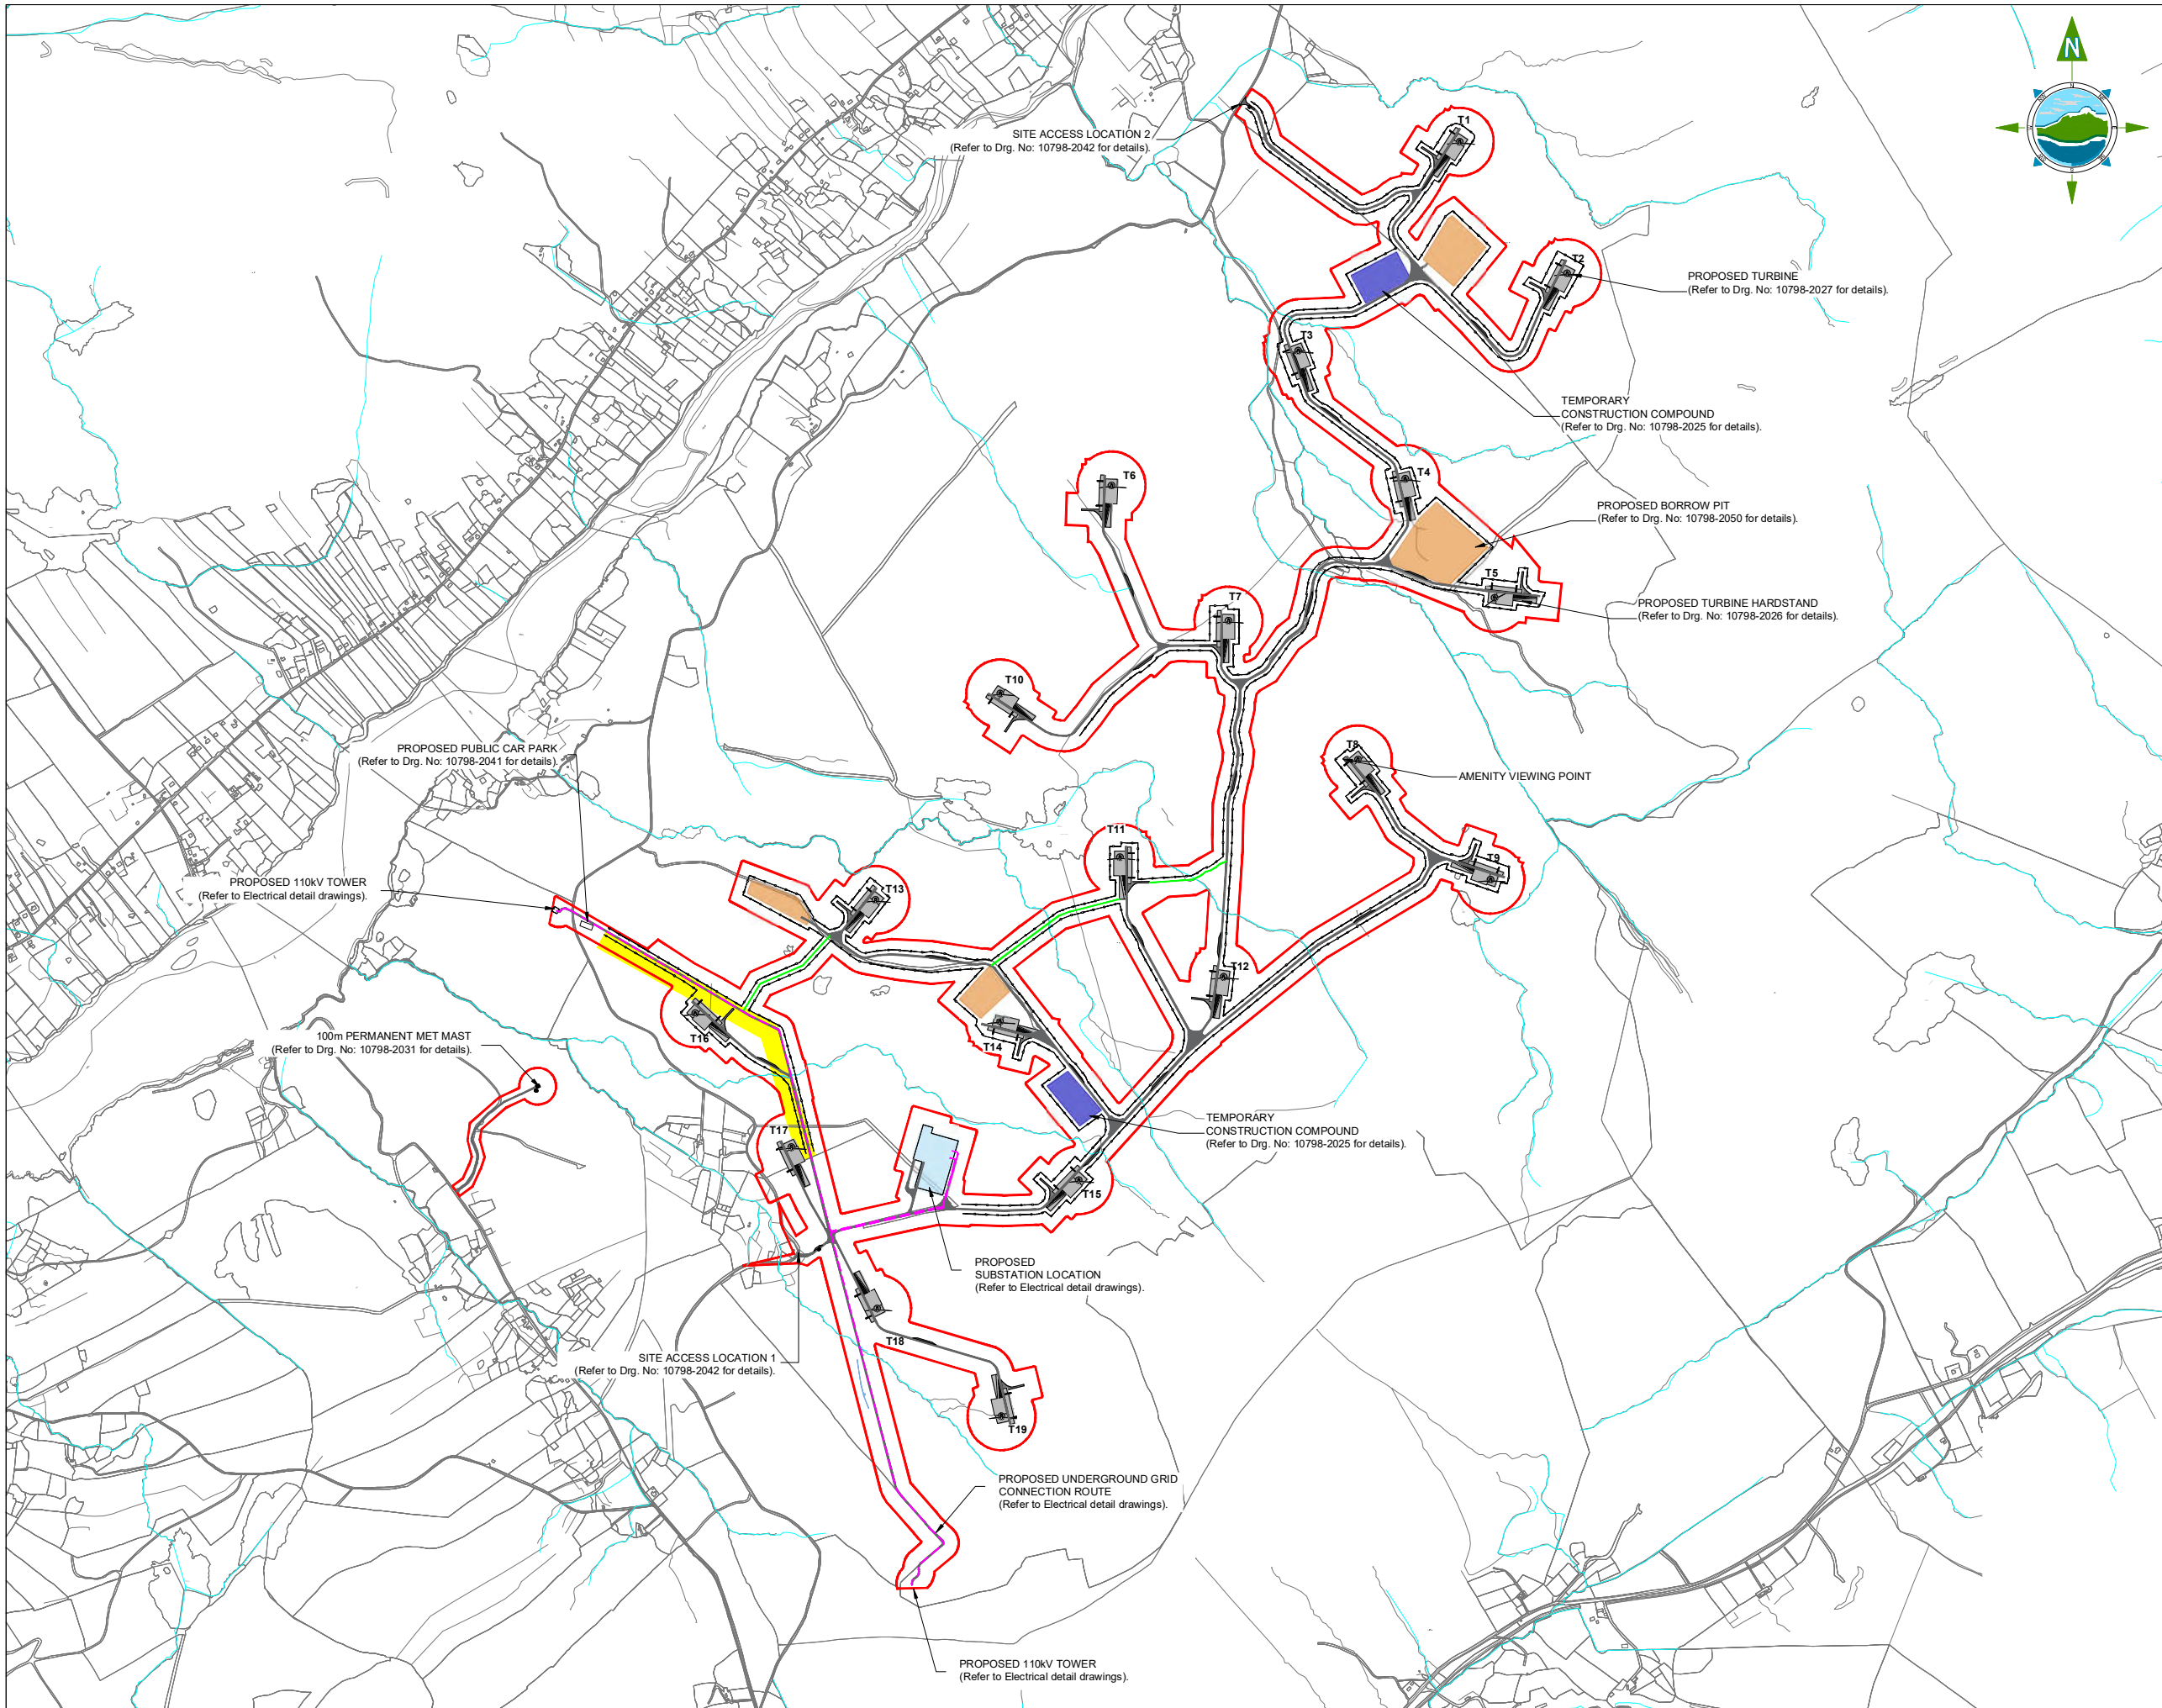 N
SITE ACCESS LOCATION 2
(Refer to Drg. No: 10798-2042 for details).
T1
T2
PROPOSED TURBINE
(Refer to Drg. No: 10798-2027 for details).
T3
TEMPORARY
CONSTRUCTION COMPOUND
(Refer to Drg. No: 10798-2025 for details).
T4
T6
PROPOSED BORROW PIT
(Refer to Drg. No: 10798-2050 for details).
T5
T7
PROPOSED TURBINE HARDSTAND
(Refer to Drg. No: 10798-2026 for details).
T10
PROPOSED PUBLIC CAR PARK
(Refer to Drg. No: 10798-2041 for details).
T8
AMENITY VIEWING POINT
T11
T9
PROPOSED 110kV TOWER
(Refer to Electrical detail drawings).
T13
T12
T16
T14
100m PERMANENT MET MAST
(Refer to Drg. No: 10798-2031 for details).
TEMPORARY
CONSTRUCTION COMPOUND
(Refer to Drg. No: 10798-2025 for details).
T17
T15
PROPOSED
SUBSTATION LOCATION
(Refer to Electrical detail drawings).
T18
SITE ACCESS LOCATION 1
(Refer to Drg. No: 10798-2042 for details).
T19
PROPOSED UNDERGROUND GRID
CONNECTION ROUTE
(Refer to Electrical detail drawings).
PROPOSED 110kV TOWER
(Refer to Electrical detail drawings).